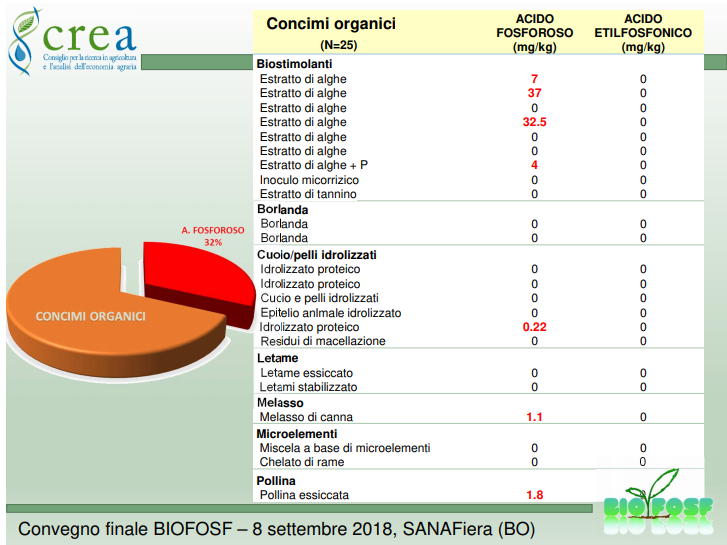 crea
Consiglio per la ricerca in agricoltura
e l'analisi dell'economia agraria
Concimi organici
(N=25)
ACIDO
FOSFOROSO
(mg/kg)
ACIDO
ETILFOSFONICO
(mg/kg)
Biostimolanti
Estratto di alghe 7 0
Estratto di alghe 37 0
Estratto di alghe 0 0
Estratto di alghe 32.5 0
Estratto di alghe 0 0
Estratto di alghe 0 0
Estratto di alghe + P 4 0
Inoculo micorrizico 0 0
Estratto di tannino 0 0
Borlanda
Borlanda 0 0
Borlanda 0 0
Cuoio/pelli idrolizzati
Idrolizzato proteico 0 0
Idrolizzato proteico 0 0
Cucio e pelli idrolizzati 0 0
Epitelio anlmale idrolizzato 0 0
Idrolizzato proteico 0.22 0
Residui di macellazione 0 0
Letame
Letame essiccato 0 0
Letami stabilizzato 0 0
Melasso
Melasso di canna 1.1 0
Microelementi
Miscela a base di microelementi 0 0
Chelato di rame 0 0
Pollina
Pollina essiccata 1.8
A. FOSFOROSO
32%
CONCIMI ORGANICI
BIOFOSF
Convegno finale BIOFOSF – 8 settembre 2018, SANAFiera (BO)